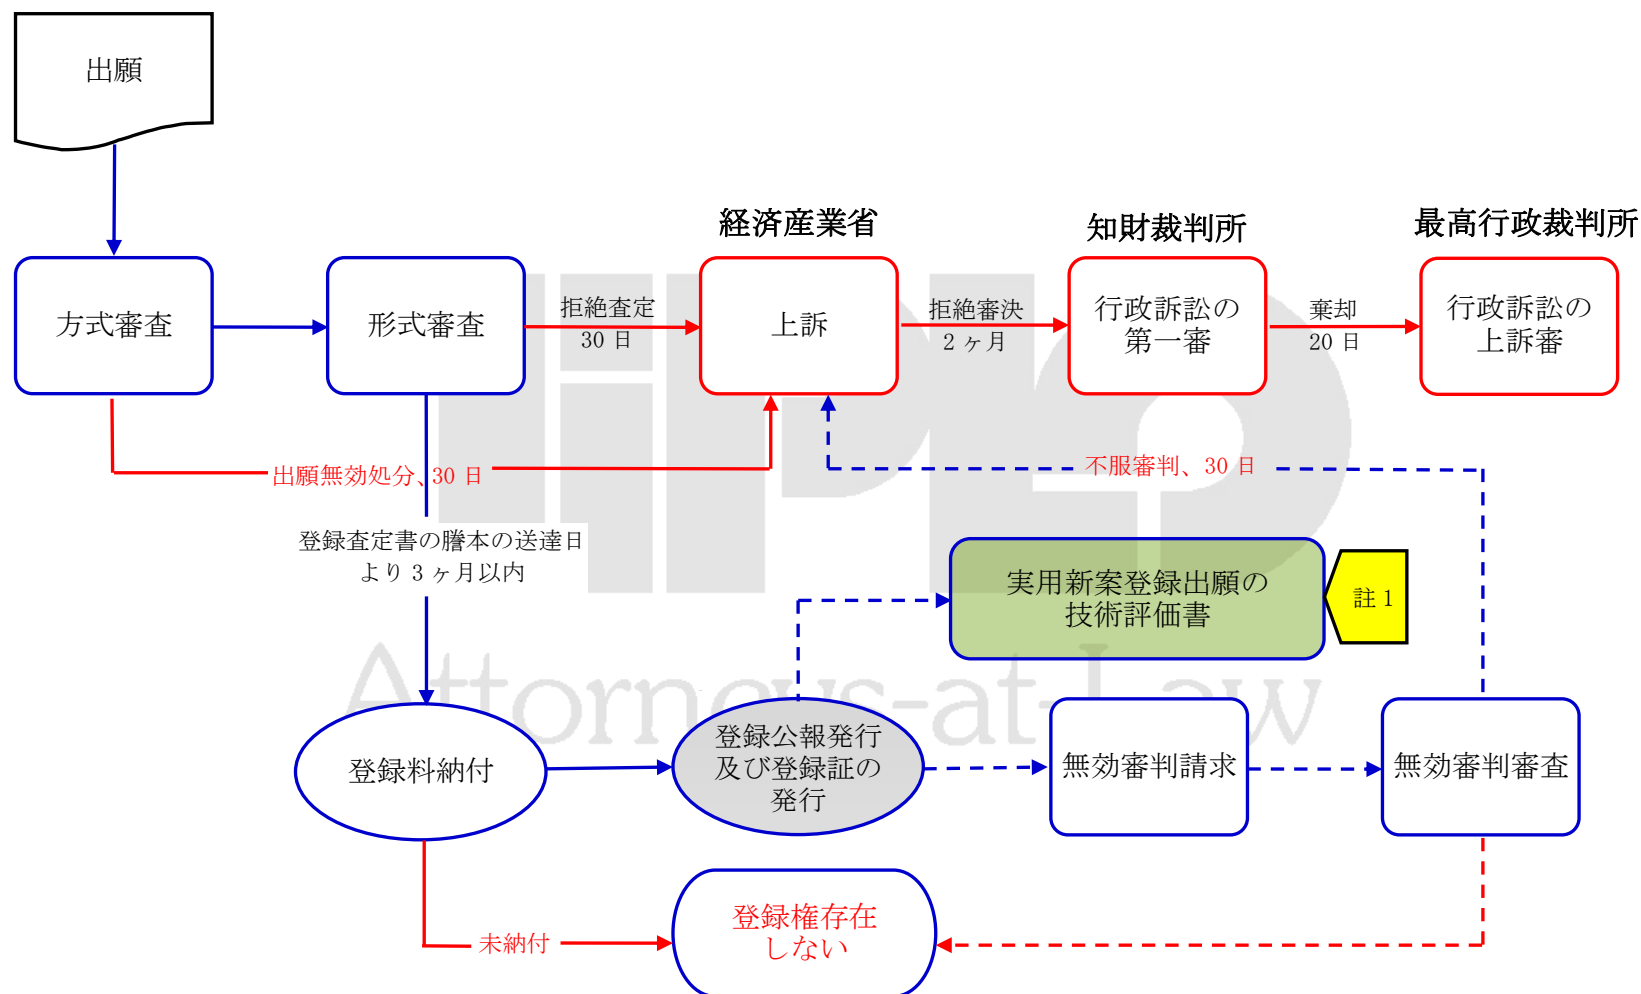 出願
経済産業省
知財裁判所
最高行政裁判所
方式審査
形式審査
拒絶査定
30 日
上訴
拒絶審決
2 ヶ月
行政訴訟の
第一審
棄却
20 日
行政訴訟の
上訴審
出願無効処分、30 日
不服審判、30 日
登録査定書の謄本の送達日
より 3 ヶ月以内
実用新案登録出願の
技術評価書
註 1
Attorneys-at-Law
登録料納付
登録公報発行
及び登録証の
発行
無効審判請求
無効審判審査
登録権存在
しない
未納付